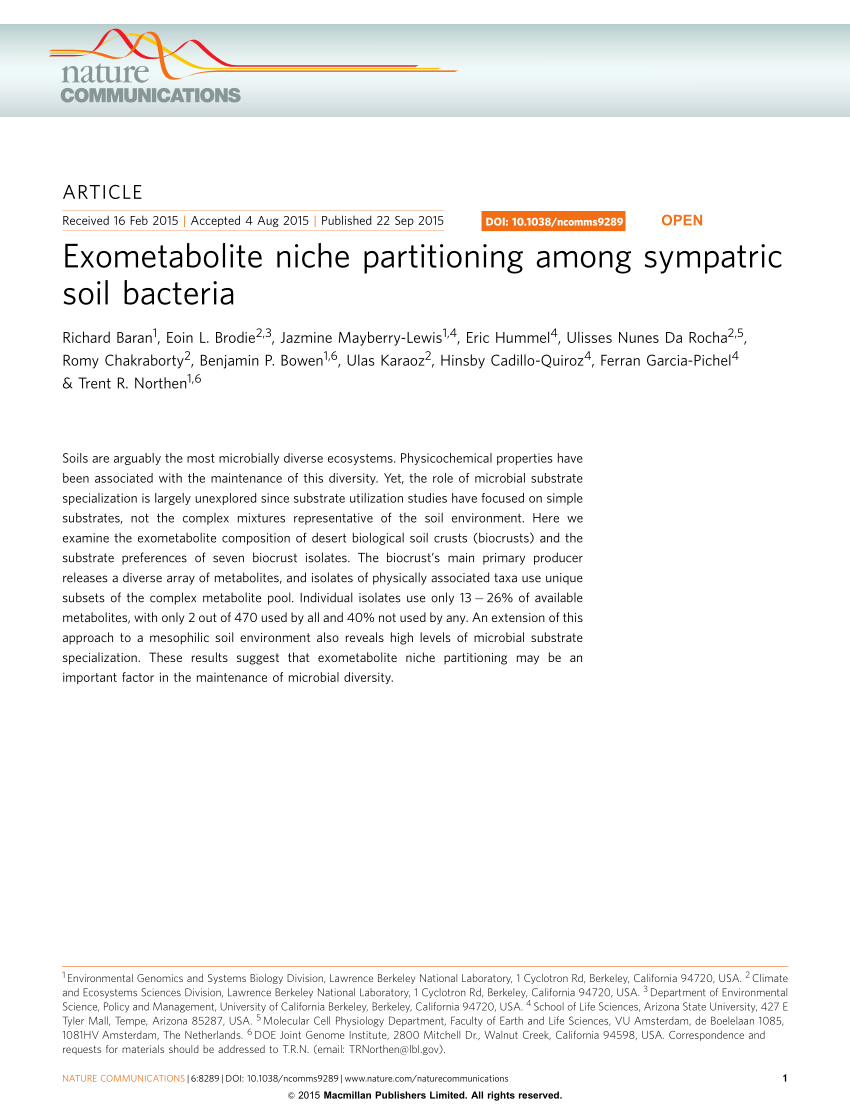 nature
COMMUNICATIONS
ARTICLE
Received 16 Feb 2015 | Accepted 4 Aug 2015 | Published 22 Sep 2015
DOI: 10.1038/ncomms9289
OPEN
Exometabolite niche partitioning among sympatric
soil bacteria
Richard Baran1, Eoin L. Brodie2,3, Jazmine Mayberry-Lewis1,4, Eric Hummel4, Ulisses Nunes Da Rocha2,5,
Romy Chakraborty2, Benjamin P. Bowen1,6, Ulas Karaoz2, Hinsby Cadillo-Quiroz4, Ferran Garcia-Pichel4
& Trent R. Northen1,6
Soils are arguably the most microbially diverse ecosystems. Physicochemical properties have
been associated with the maintenance of this diversity. Yet, the role of microbial substrate
specialization is largely unexplored since substrate utilization studies have focused on simple
substrates, not the complex mixtures representative of the soil environment. Here we
examine the exometabolite composition of desert biological soil crusts (biocrusts) and the
substrate preferences of seven biocrust isolates. The biocrust's main primary producer
releases a diverse array of metabolites, and isolates of physically associated taxa use unique
subsets of the complex metabolite pool. Individual isolates use only 13 – 26% of available
metabolites, with only 2 out of 470 used by all and 40% not used by any. An extension of this
approach to a mesophilic soil environment also reveals high levels of microbial substrate
specialization. These results suggest that exometabolite niche partitioning may be an
important factor in the maintenance of microbial diversity.
1 Environmental Genomics and Systems Biology Division, Lawrence Berkeley National Laboratory, 1 Cyclotron Rd, Berkeley, California 94720, USA. 2 Climate
and Ecosystems Sciences Division, Lawrence Berkeley National Laboratory, 1 Cyclotron Rd, Berkeley, California 94720, USA. 3 Department of Environmental
Science, Policy and Management, University of California Berkeley, Berkeley, California 94720, USA. 4 School of Life Sciences, Arizona State University, 427 E
Tyler Mall, Tempe, Arizona 85287, USA. 5 Molecular Cell Physiology Department, Faculty of Earth and Life Sciences, VU Amsterdam, de Boelelaan 1085,
1081HV Amsterdam, The Netherlands. 6 DOE Joint Genome Institute, 2800 Mitchell Dr., Walnut Creek, California 94598, USA. Correspondence and
requests for materials should be addressed to T.R.N. (email: TRNorthen@lbl.gov).
NATURE COMMUNICATIONS | 6:8289 | DOI: 10.1038/ncomms9289 | www.nature.com/naturecommunications
1
© 2015 Macmillan Publishers Limited. All rights reserved.